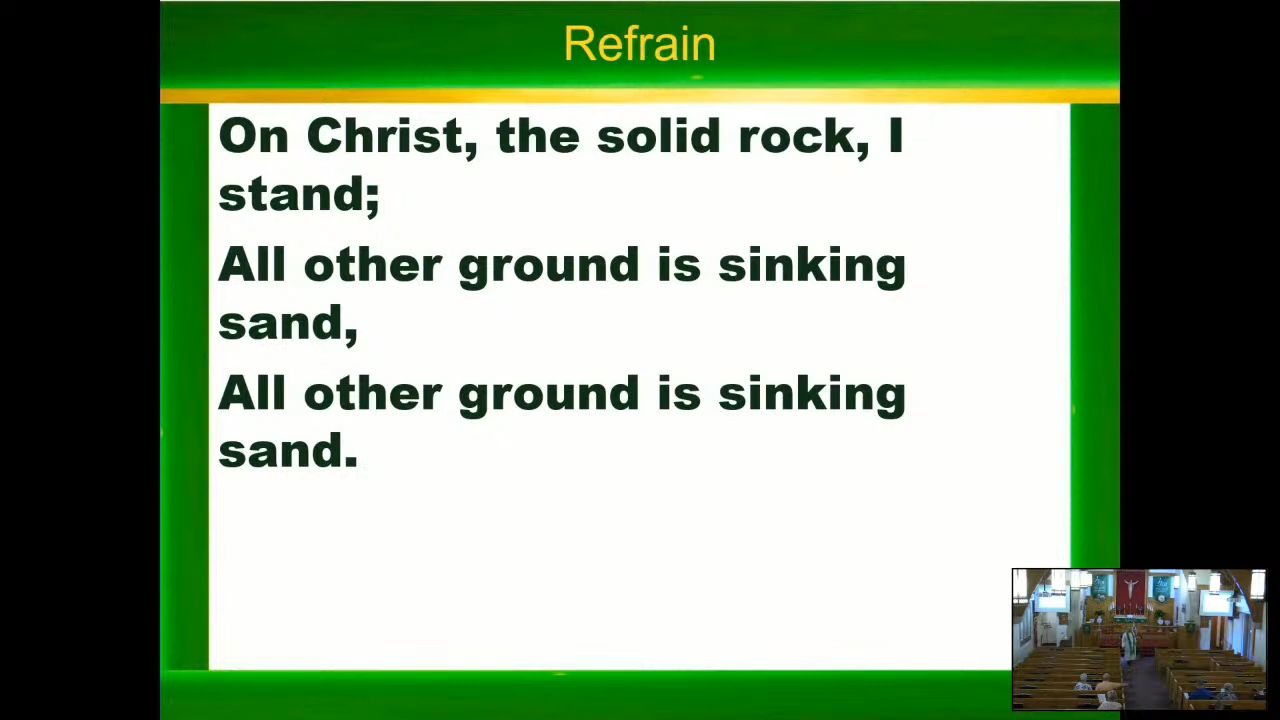 Refrain
On Christ, the solid rock, I
stand;
All other ground is sinking
sand,
All other ground is sinking
sand.